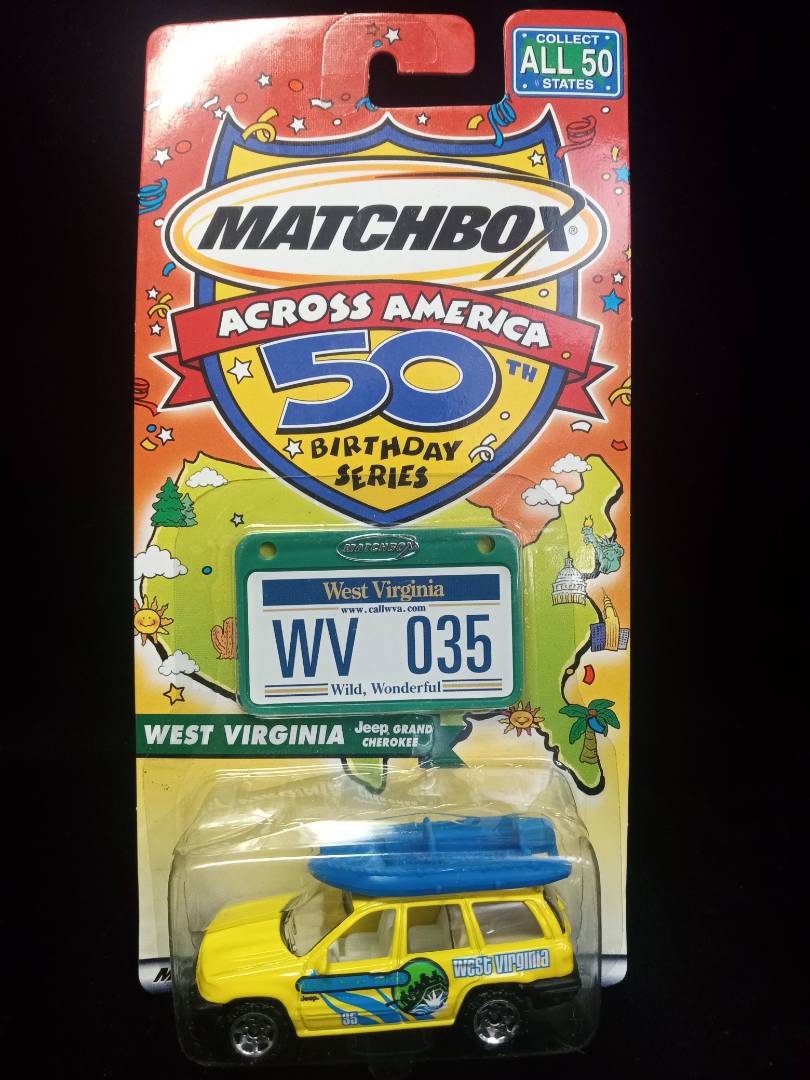 COLLECT
ALL 50
STATES
MATCHBOX®
ACROSS AMERICA
50TH
BIRTHDAY
SERIES
MATCHBOX
West Virginia
www.callwva.com
WV 035
Wild, Wonderful
WEST VIRGINIA Jeep GRAND
CHEROKEE
west virginia
Jeep
35